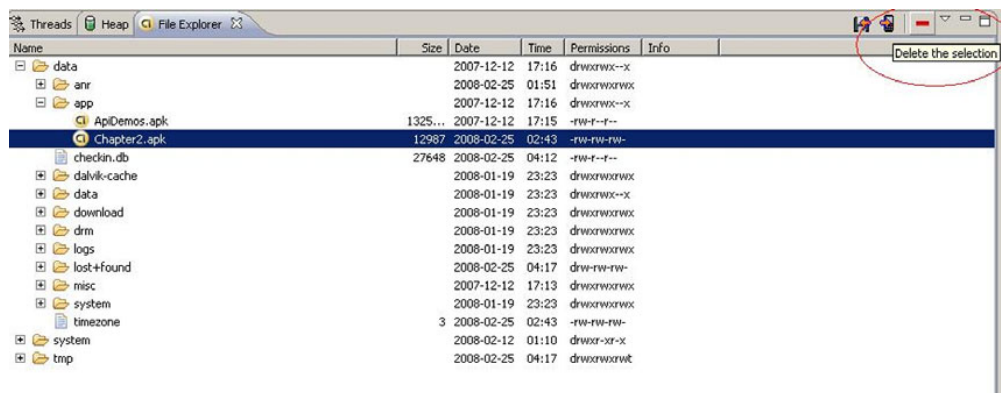 Threads Heap File Explorer
Delete the selection
Name Size Date Time Permissions Info
data 2007-12-12 17:16 drwxrwx--x
anr 2008-02-25 01:51 drwxrwxrwx
app 2007-12-12 17:16 drwxrwx--x
ApiDemos.apk 1325... 2007-12-12 17:15 -rw-r--r--
Chapter2.apk 12987 2008-02-25 02:43 -rw-rw-rw-
checkin.db 27648 2008-02-25 04:12 -rw-r--r--
dalvik-cache 2008-01-19 23:23 drwxrwxrwx
data 2008-01-19 23:23 drwxrwx--x
download 2008-01-19 23:23 drwxrwxrwx
drm 2008-01-19 23:23 drwxrwxrwx
logs 2008-01-19 23:23 drwxrwxrwx
lost+found 2008-02-25 04:17 drw-rw-rw-
misc 2007-12-12 17:13 drwxrwxrwx
system 2008-01-19 23:23 drwxrwxrwx
timezone 3 2008-02-25 02:43 -rw-rw-rw-
system 2008-02-12 01:10 drwxr-xr-x
tmp 2008-02-25 04:17 drwxrwxrwt